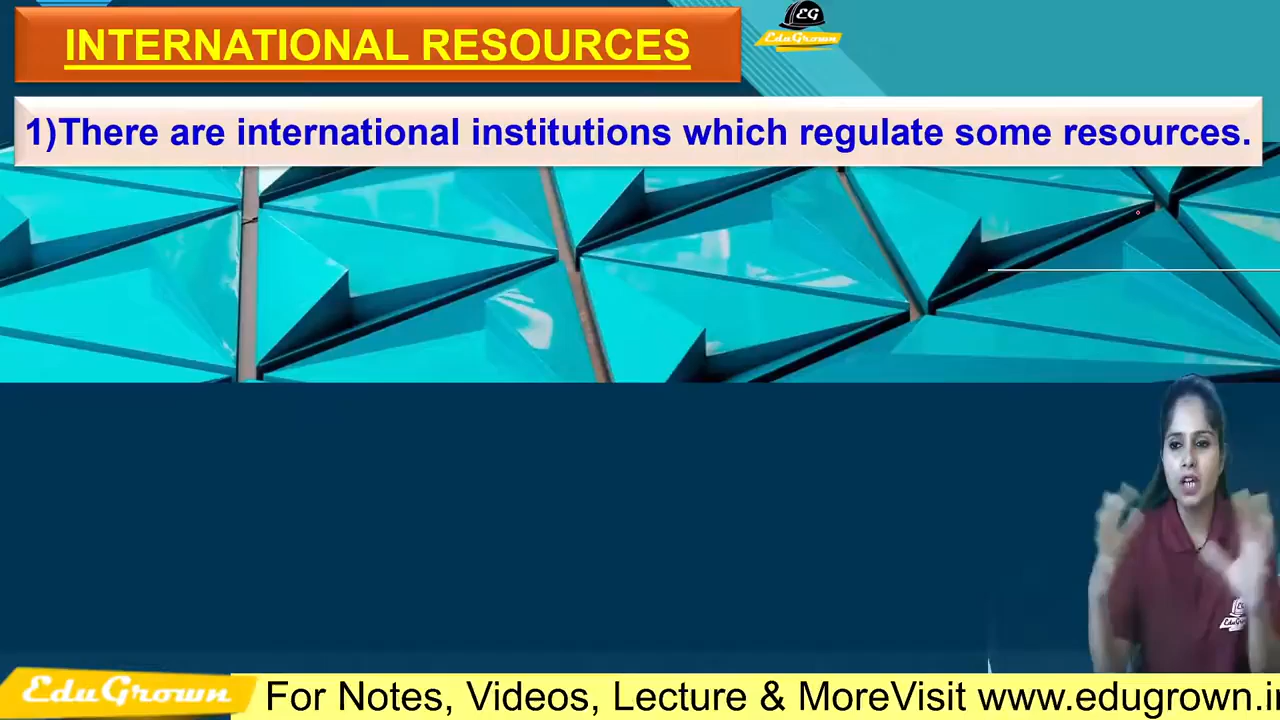 INTERNATIONAL RESOURCES
EG
EduGrown
1)There are international institutions which regulate some resources.
EduGrown
EduGrown For Notes, Videos, Lecture & MoreVisit www.edugrown.i